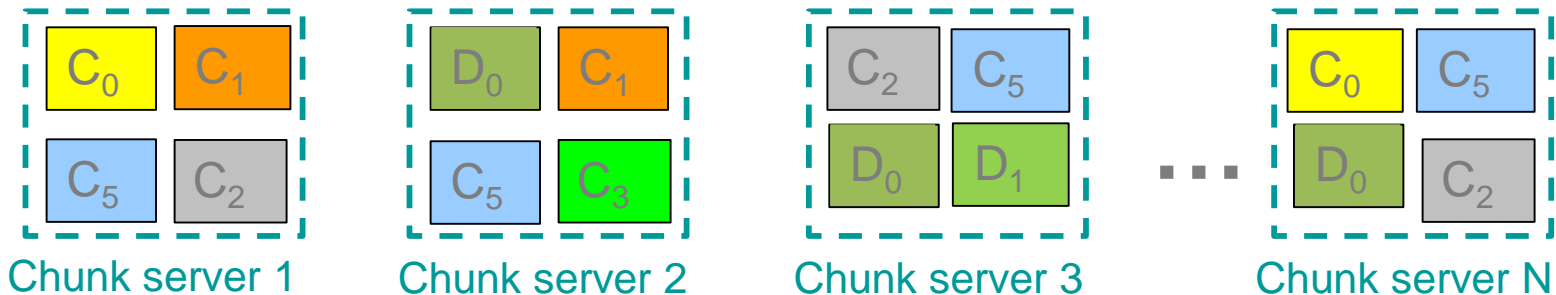 C₀ C₁
C₅ C₂
Chunk server 1
D₀ C₁
C₅ C₃
Chunk server 2
C₂ C₅
D₀ D₁
Chunk server 3
...
C₀ C₅
D₀ C₂
Chunk server N